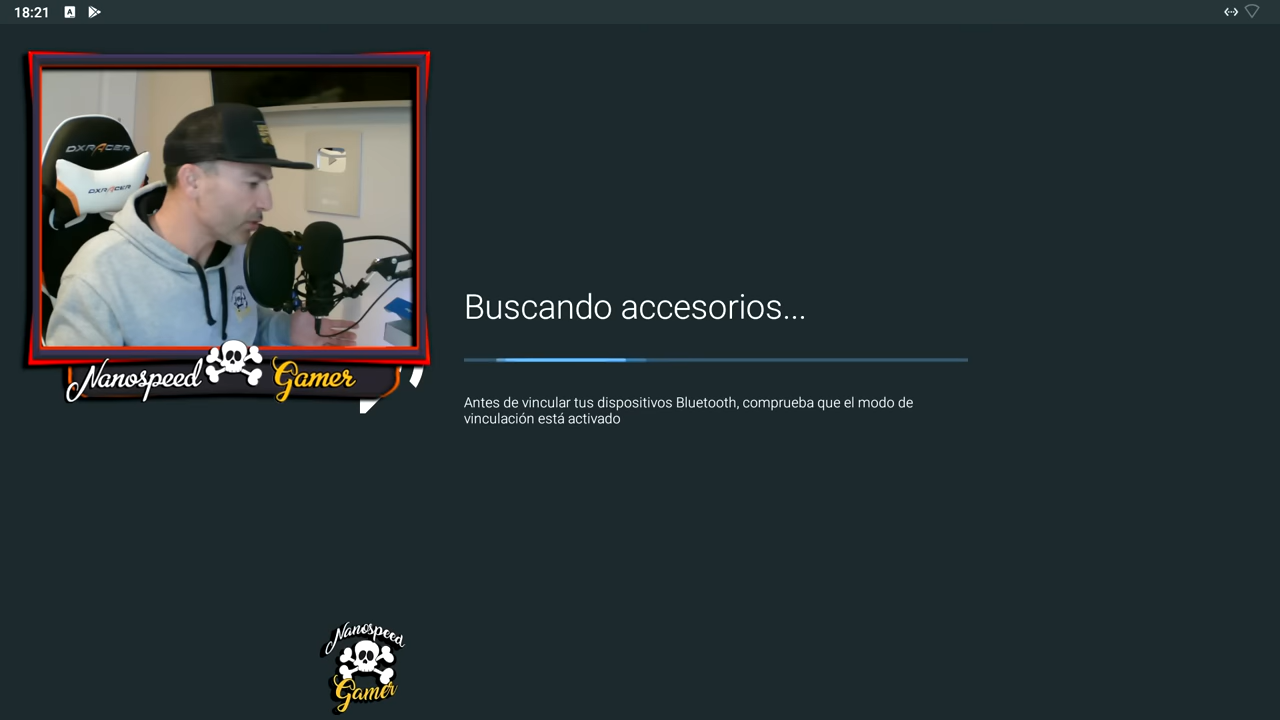 18:21
DXRACER
DXRACER
Nanospeed Gamer
Buscando accesorios...
Antes de vincular tus dispositivos Bluetooth, comprueba que el modo de
vinculación está activado
Nanospeed
Gamer